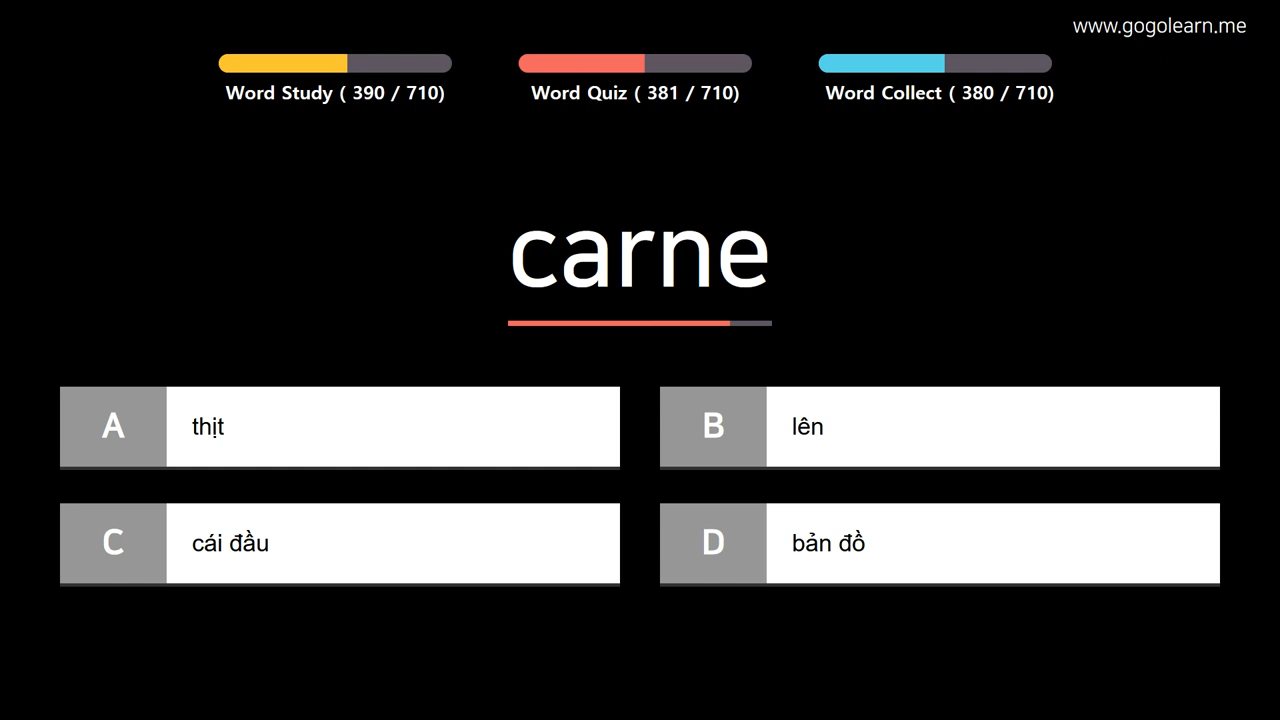 www.gogolearn.me
Word Study ( 390 / 710)
Word Quiz ( 381 / 710)
Word Collect ( 380 / 710)
carne
A
thịt
B
lên
C
cái đầu
D
bản đồ